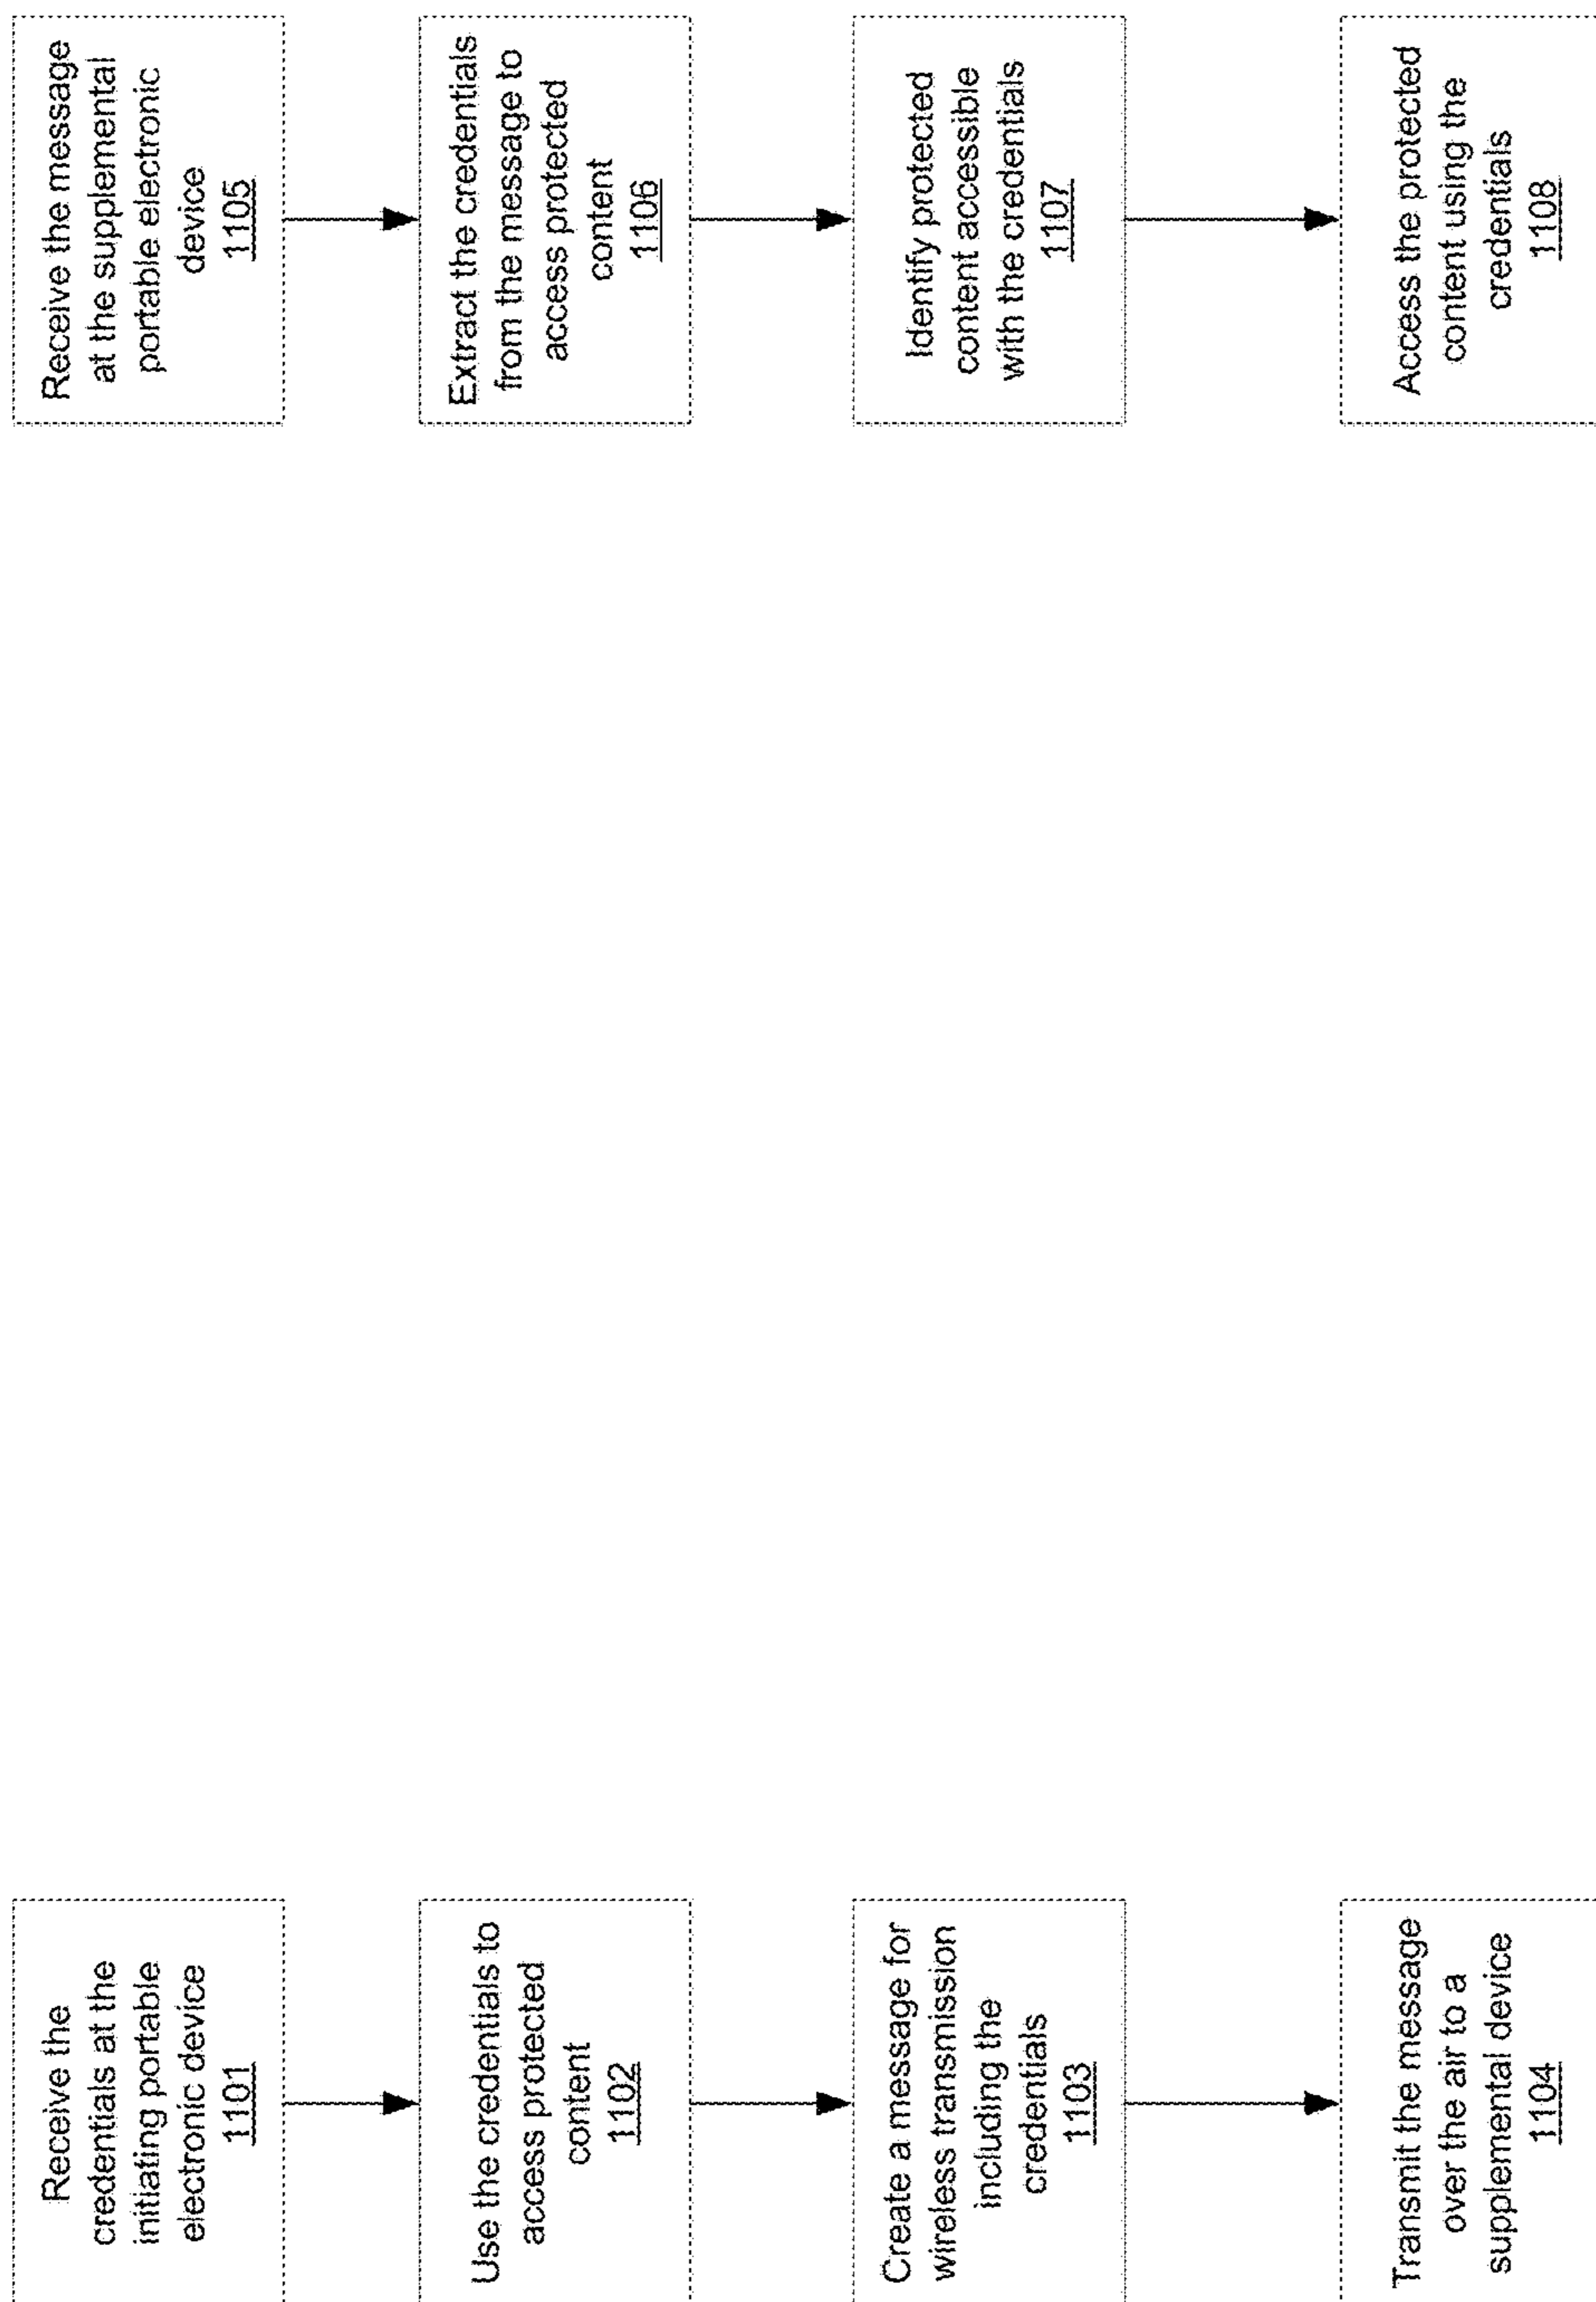 Receive the
credentials at the
initiating portable
electronic device
1101
Use the credentials to
access protected
content
1102
Create a message for
wireless transmission
including the
credentials
1103
Transmit the message
over the air to a
supplemental device
1104
Receive the message
at the supplemental
portable electronic
device
1105
Extract the credentials
from the message to
access protected
content
1106
Identify protected
content accessible
with the credentials
1107
Access the protected
content using the
credentials
1108